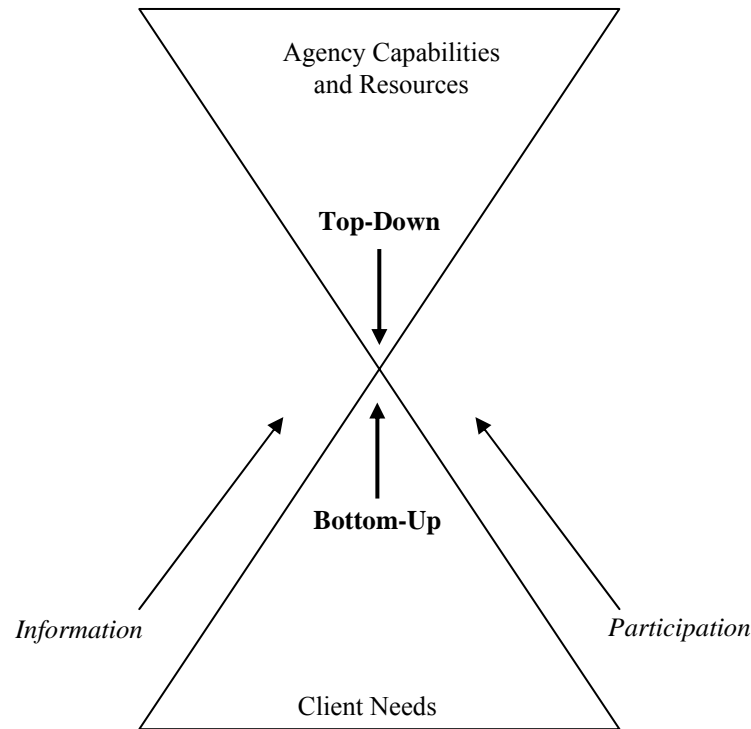 Agency Capabilities
and Resources
Top-Down
Bottom-Up
Information
Participation
Client Needs